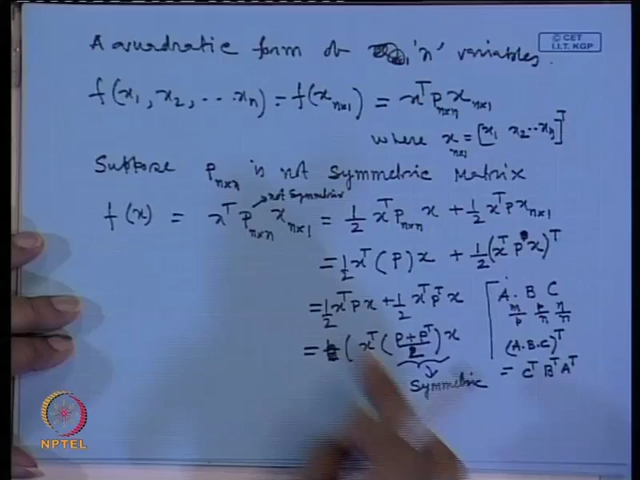 A quadratic form of 'n' variables.
© CET
I.I.T. KGP
f(x₁, x₂, ... xₙ) = f(xₙₓ₁) = xᵀ Pₙₓₙ xₙₓ₁
where xₙₓ₁ = [x₁ x₂ ... xₙ]ᵀ
Suppose Pₙₓₙ is not symmetric Matrix
not symmetric
f(x) = xᵀ Pₙₓₙ xₙₓ₁ = 1/2 xᵀ Pₙₓₙ x + 1/2 xᵀ P xₙₓ₁
= 1/2 xᵀ (P) x + 1/2 (xᵀ P x)ᵀ
= 1/2 xᵀ P x + 1/2 xᵀ Pᵀ x
A . B . C
= (xᵀ ((P + Pᵀ)/2) x
(A.B.C)ᵀ
= Cᵀ Bᵀ Aᵀ
Symmetric
NPTEL